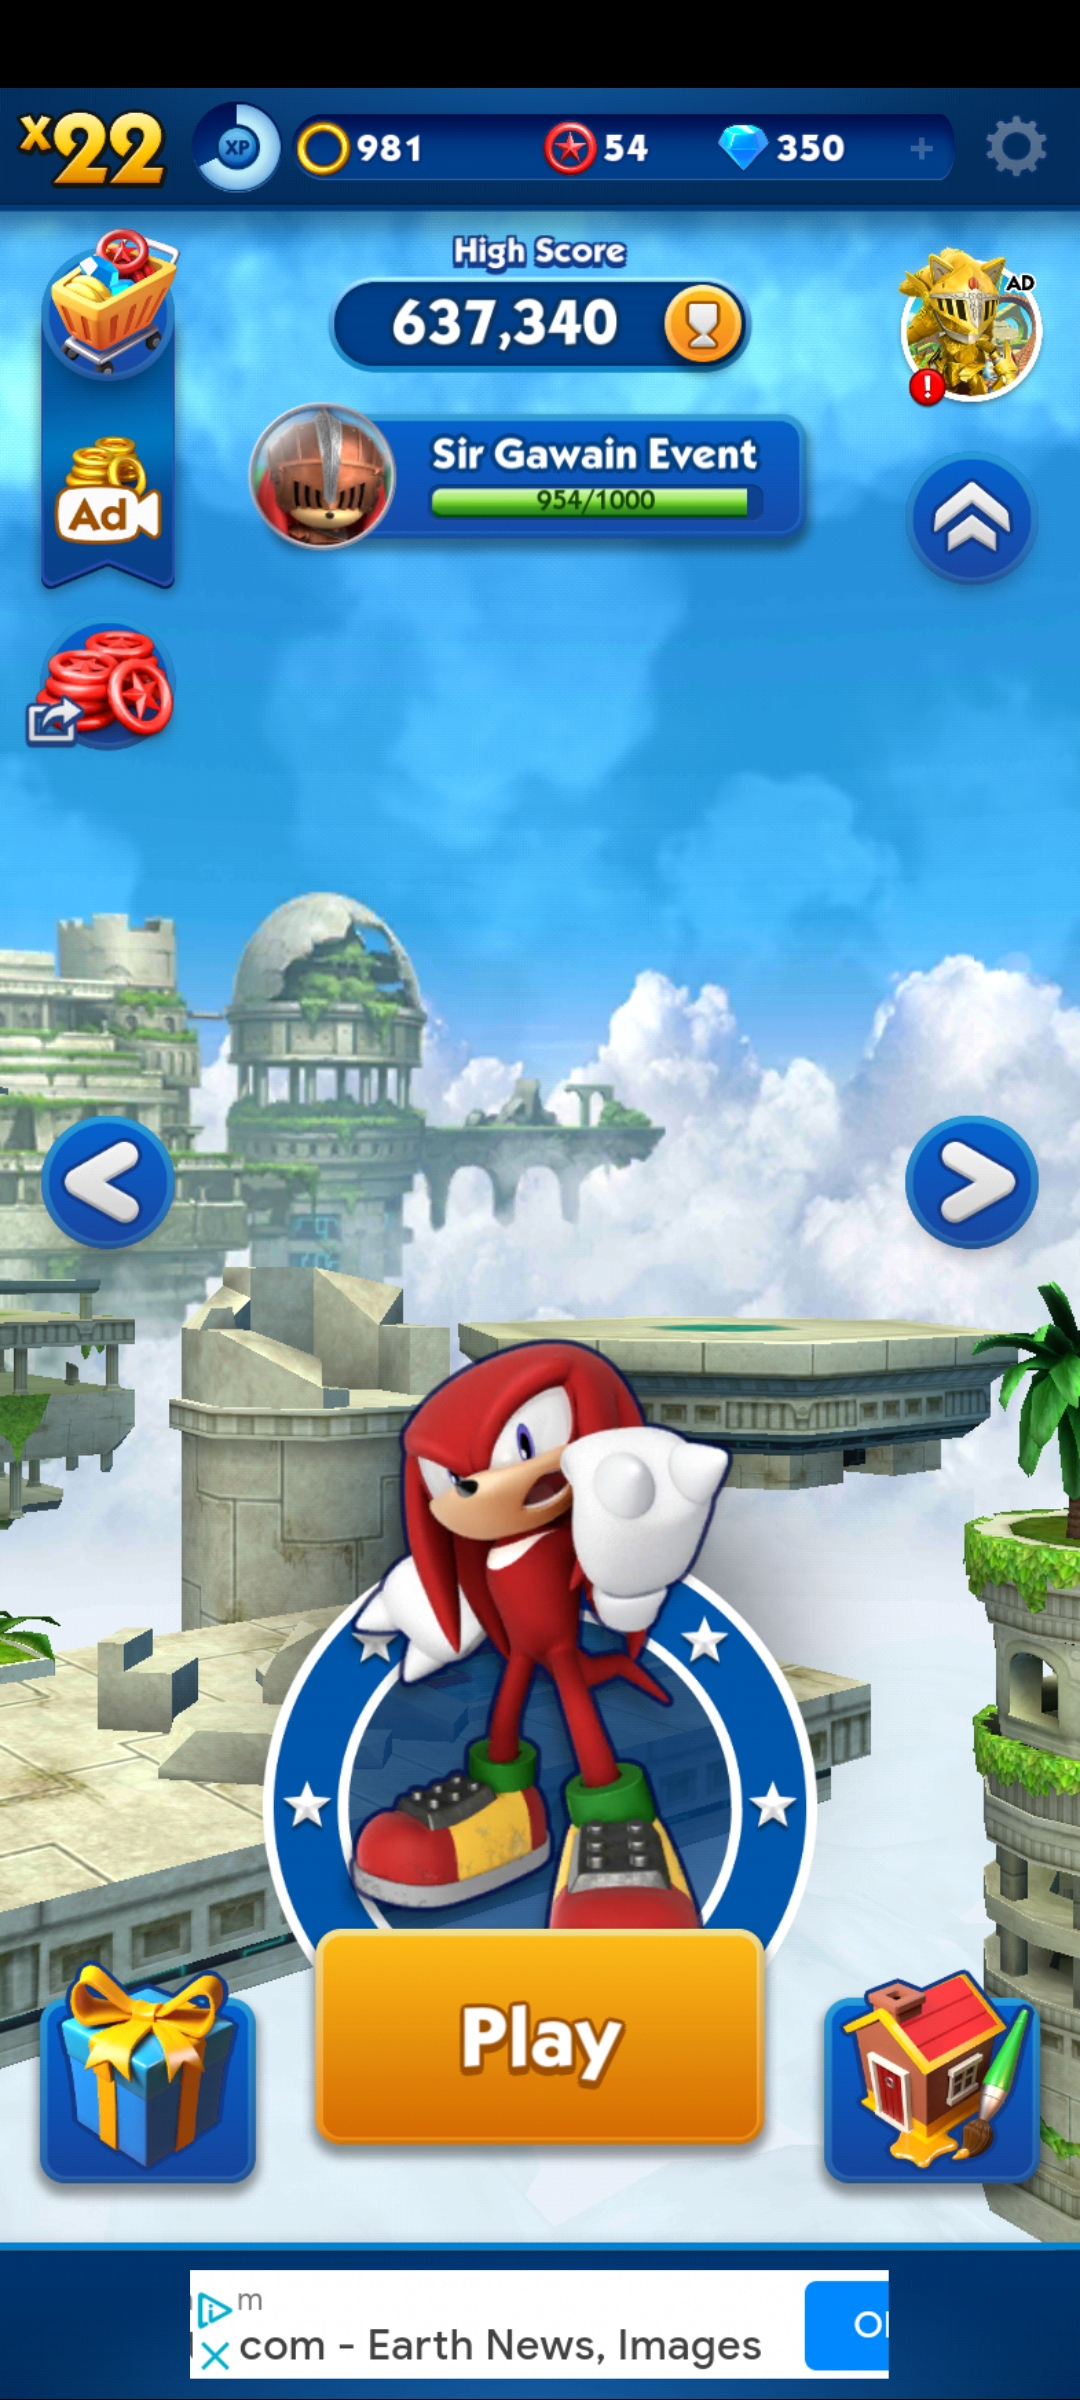 x22
XP
981
54
350
+
High Score
637,340
AD
!
Sir Gawain Event
954/1000
Ad
Play
m
com - Earth News, Images